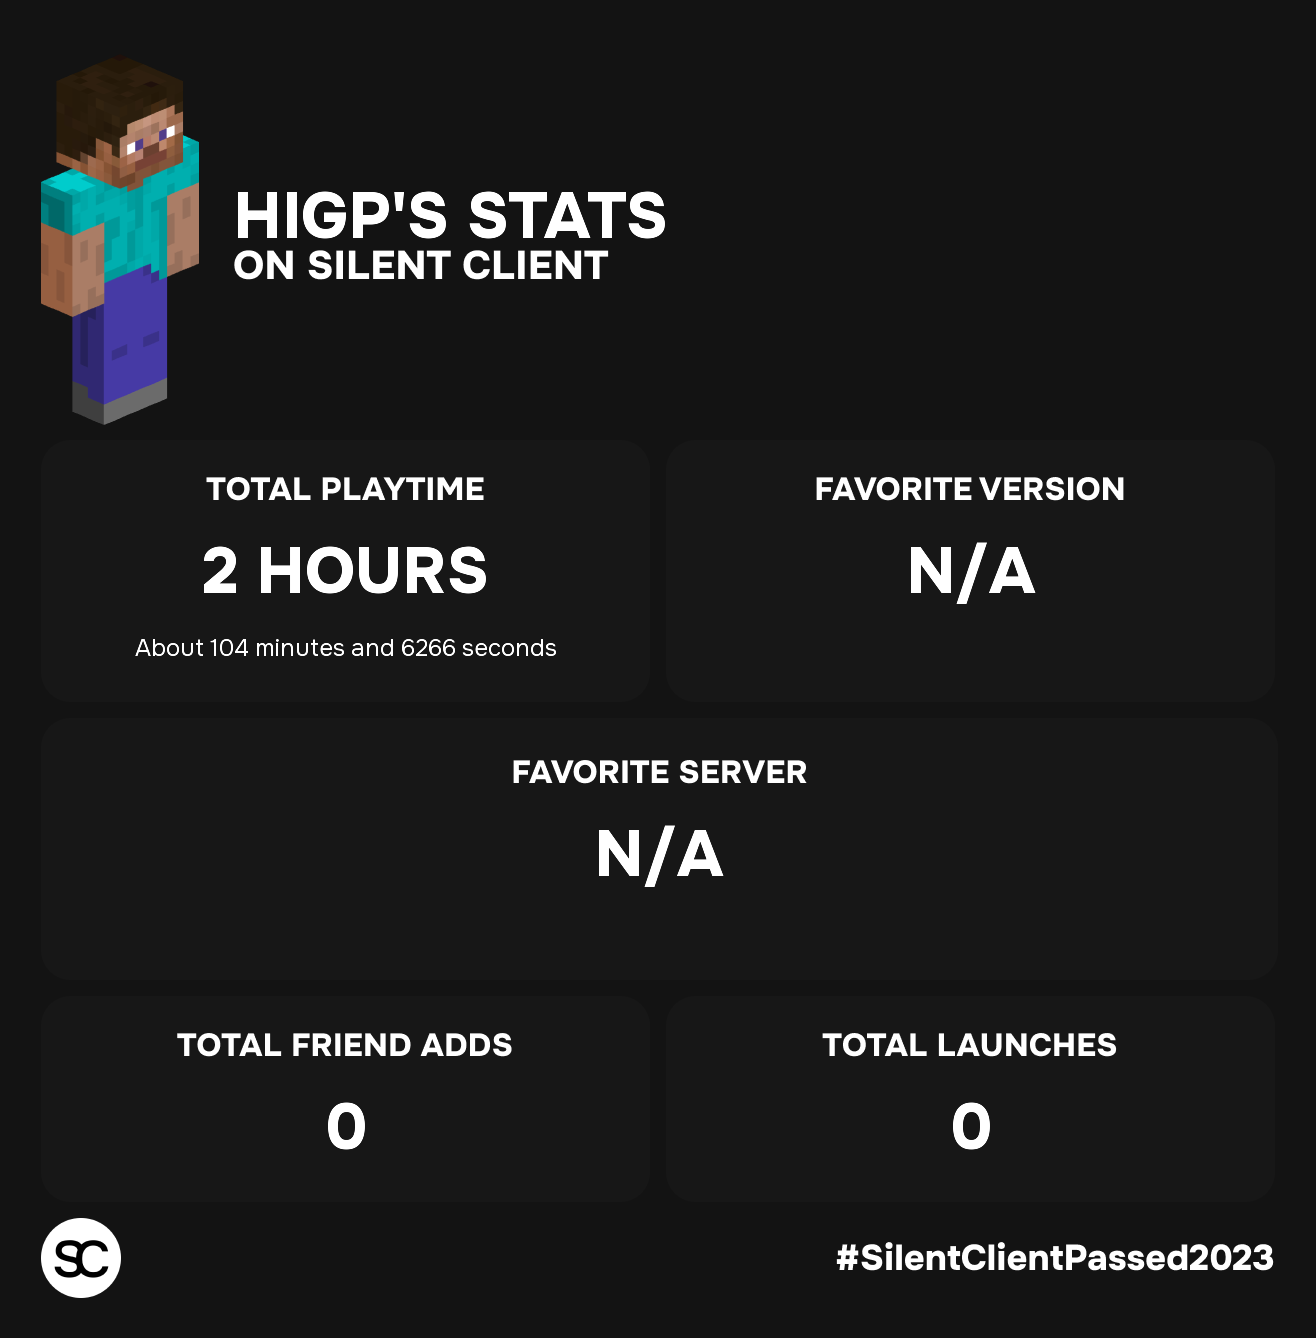 HIGP'S STATS
ON SILENT CLIENT
TOTAL PLAYTIME
2 HOURS
About 104 minutes and 6266 seconds
FAVORITE VERSION
N/A
FAVORITE SERVER
N/A
TOTAL FRIEND ADDS
0
TOTAL LAUNCHES
0
SC
#SilentClientPassed2023